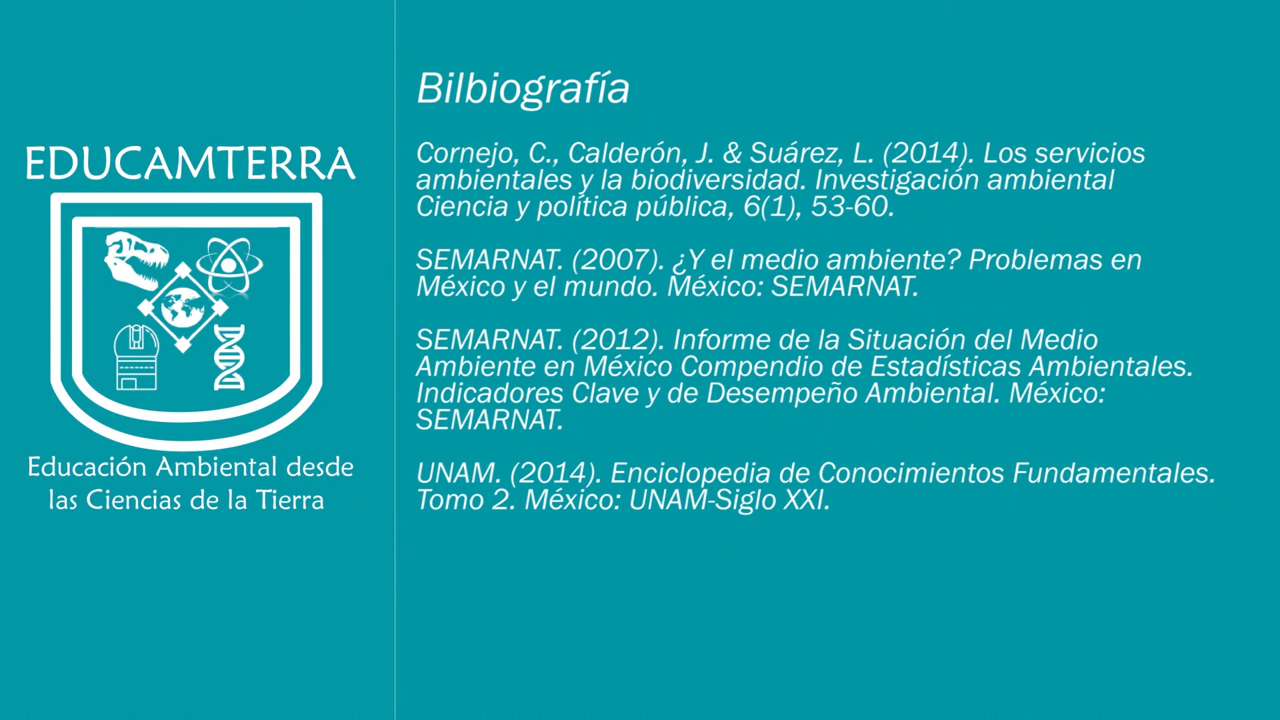 EDUCAMTERRA
Educación Ambiental desde
las Ciencias de la Tierra
Bilbiografía
Cornejo, C., Calderón, J. & Suárez, L. (2014). Los servicios
ambientales y la biodiversidad. Investigación ambiental
Ciencia y política pública, 6(1), 53-60.
SEMARNAT. (2007). ¿Y el medio ambiente? Problemas en
México y el mundo. México: SEMARNAT.
SEMARNAT. (2012). Informe de la Situación del Medio
Ambiente en México Compendio de Estadísticas Ambientales.
Indicadores Clave y de Desempeño Ambiental. México:
SEMARNAT.
UNAM. (2014). Enciclopedia de Conocimientos Fundamentales.
Tomo 2. México: UNAM-Siglo XXI.